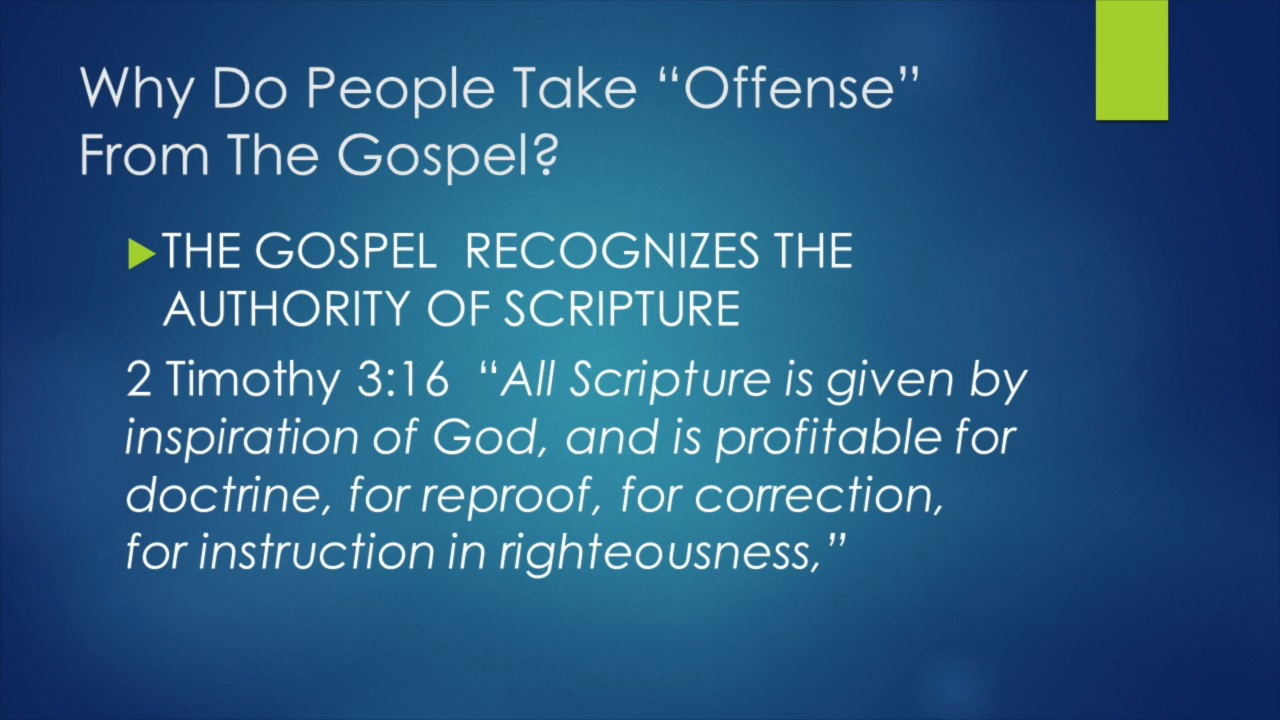 Why Do People Take “Offense”
From The Gospel?
THE GOSPEL  RECOGNIZES THE
AUTHORITY OF SCRIPTURE
2 Timothy 3:16  “All Scripture is given by
inspiration of God, and is profitable for
doctrine, for reproof, for correction,
for instruction in righteousness,”